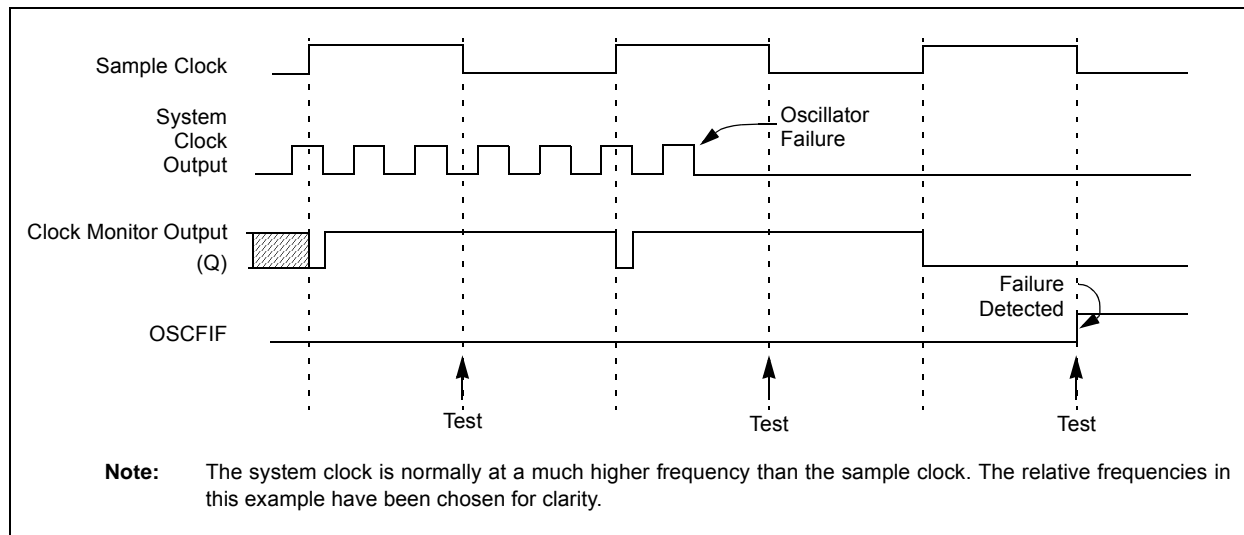 Sample Clock
System
Clock
Output
Oscillator
Failure
Clock Monitor Output
(Q)
Failure
Detected
OSCFIF
Test
Test
Test
Note: The system clock is normally at a much higher frequency than the sample clock. The relative frequencies in
this example have been chosen for clarity.